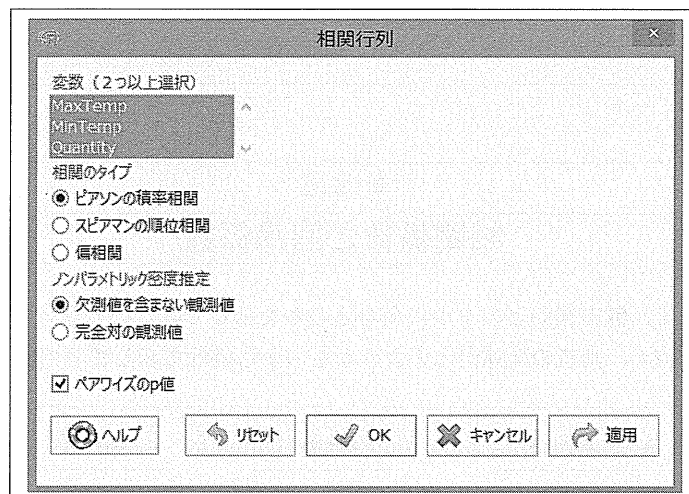 相関行列
変数(2つ以上選択)
MaxTemp
MinTemp
Quantity
相関のタイプ
ピアソンの積率相関
スピアマンの順位相関
偏相関
ノンパラメトリック密度推定
欠測値を含まない観測値
完全対の観測値
ペアワイズのp値
ヘルプ
リセット
OK
キャンセル
適用